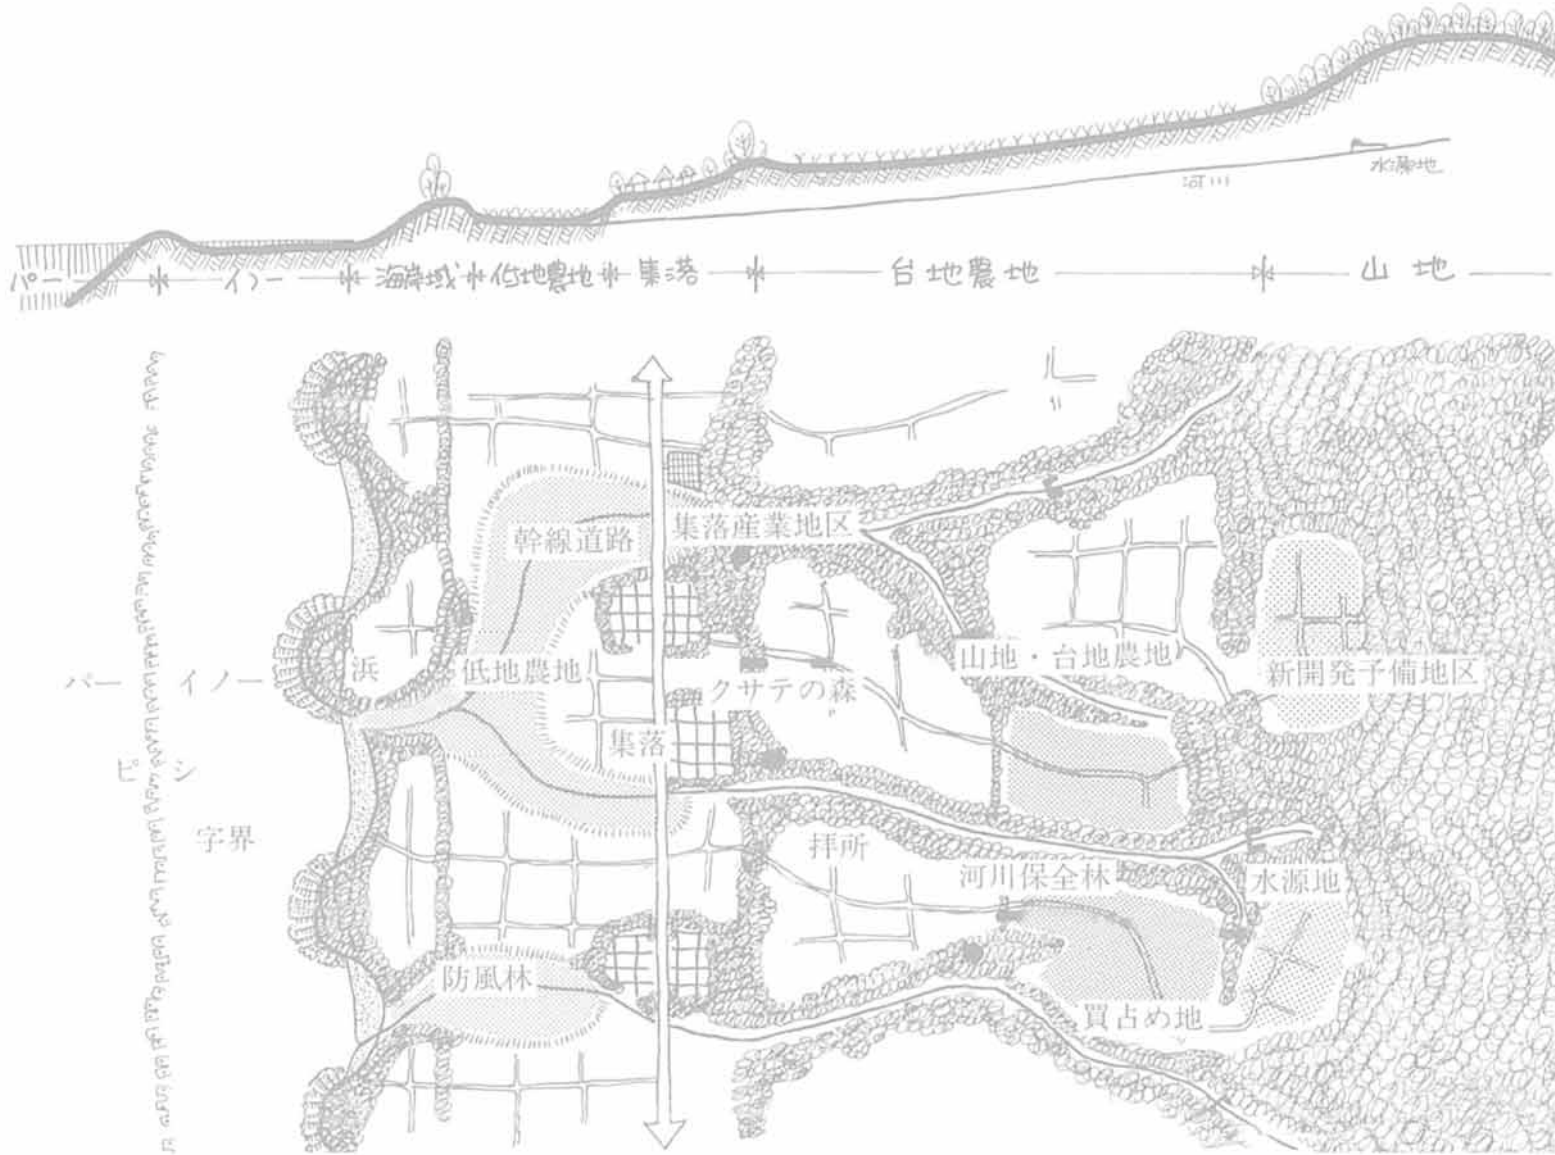 河川
水源地
パー
イノー
海岸域
低地農地
集落
台地農地
山地
幹線道路
集落産業地区
パー
イノー
浜
低地農地
クサテの森
山地・台地農地
新開発予備地区
ピシ
集落
字界
拝所
河川保全林
水源地
防風林
買占め地